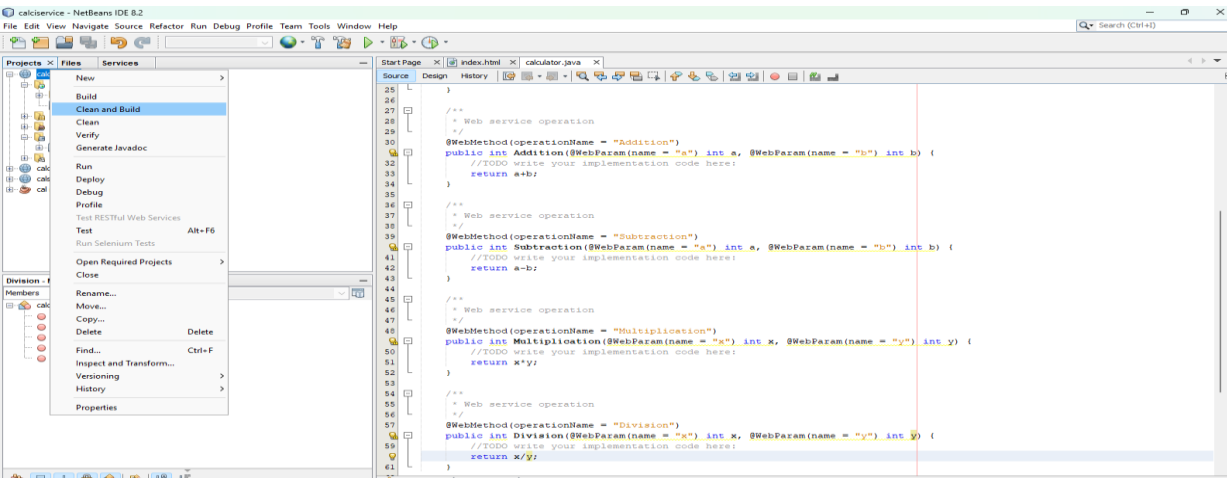 calciservice - NetBeans IDE 8.2
File Edit View Navigate Source Refactor Run Debug Profile Team Tools Window Help
Search (Ctrl+I)
Projects Files Services
Start Page index.html calculator.java
Source Design History
New
Build
Clean and Build
Clean
Verify
Generate Javadoc
Run
Deploy
Debug
Profile
Test RESTful Web Services
Test Alt+F6
Run Selenium Tests
Open Required Projects
Close
Rename...
Move...
Copy...
Delete Delete
Find... Ctrl+F
Inspect and Transform...
Versioning
History
Properties
cal
Division -
Members
25 }
26
27 /**
28 * Web service operation
29 */
30 @WebMethod(operationName = "Addition")
public int Addition(@WebParam(name = "a") int a, @WebParam(name = "b") int b) {
32 //TODO write your implementation code here:
33 return a+b;
34 }
35
36 /**
37 * Web service operation
38 */
39 @WebMethod(operationName = "Subtraction")
public int Subtraction(@WebParam(name = "a") int a, @WebParam(name = "b") int b) {
41 //TODO write your implementation code here:
42 return a-b;
43 }
44
45 /**
46 * Web service operation
47 */
48 @WebMethod(operationName = "Multiplication")
public int Multiplication(@WebParam(name = "x") int x, @WebParam(name = "y") int y) {
50 //TODO write your implementation code here:
51 return x*y;
52 }
53
54 /**
55 * Web service operation
56 */
57 @WebMethod(operationName = "Division")
public int Division(@WebParam(name = "x") int x, @WebParam(name = "y") int y) {
59 //TODO write your implementation code here:
return x/y;
61 }